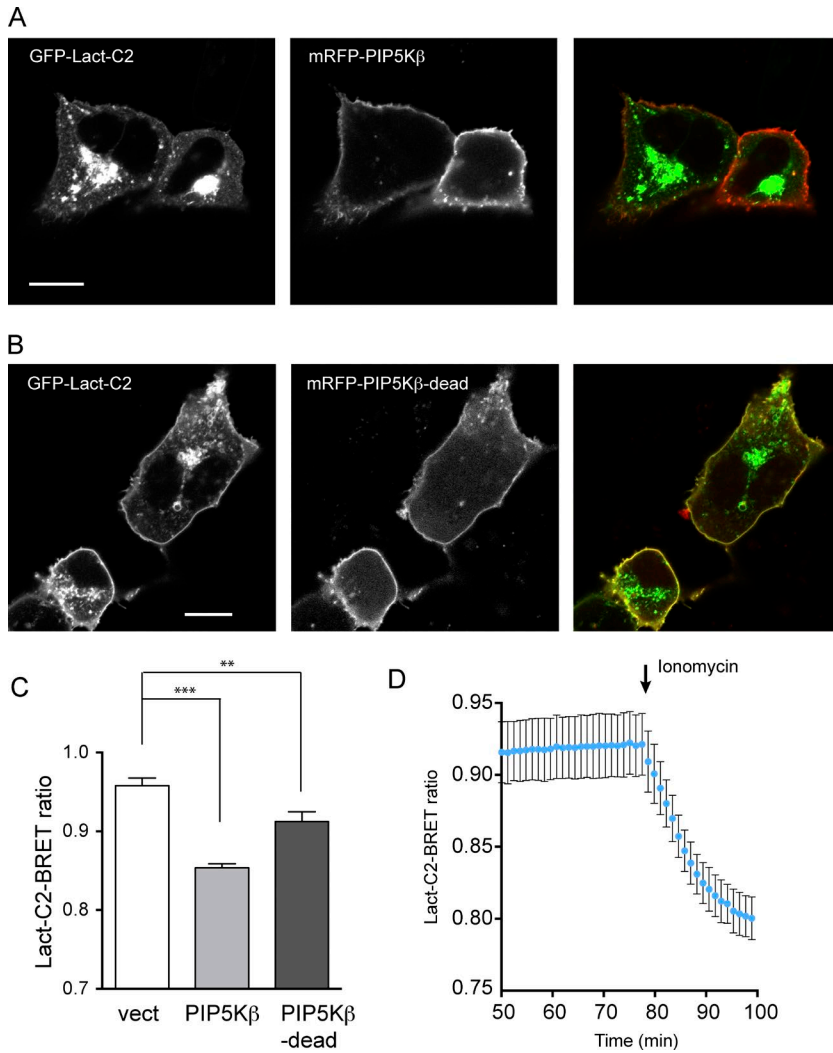 A
GFP-Lact-C2
mRFP-PIP5Kβ
B
GFP-Lact-C2
mRFP-PIP5Kβ-dead
C
**
***
1.0
0.9
0.8
0.7
Lact-C2-BRET ratio
vect
PIP5Kβ
PIP5Kβ
-dead
D
Ionomycin
0.95
0.90
0.85
0.80
0.75
Lact-C2-BRET ratio
50
60
70
80
90
100
Time (min)